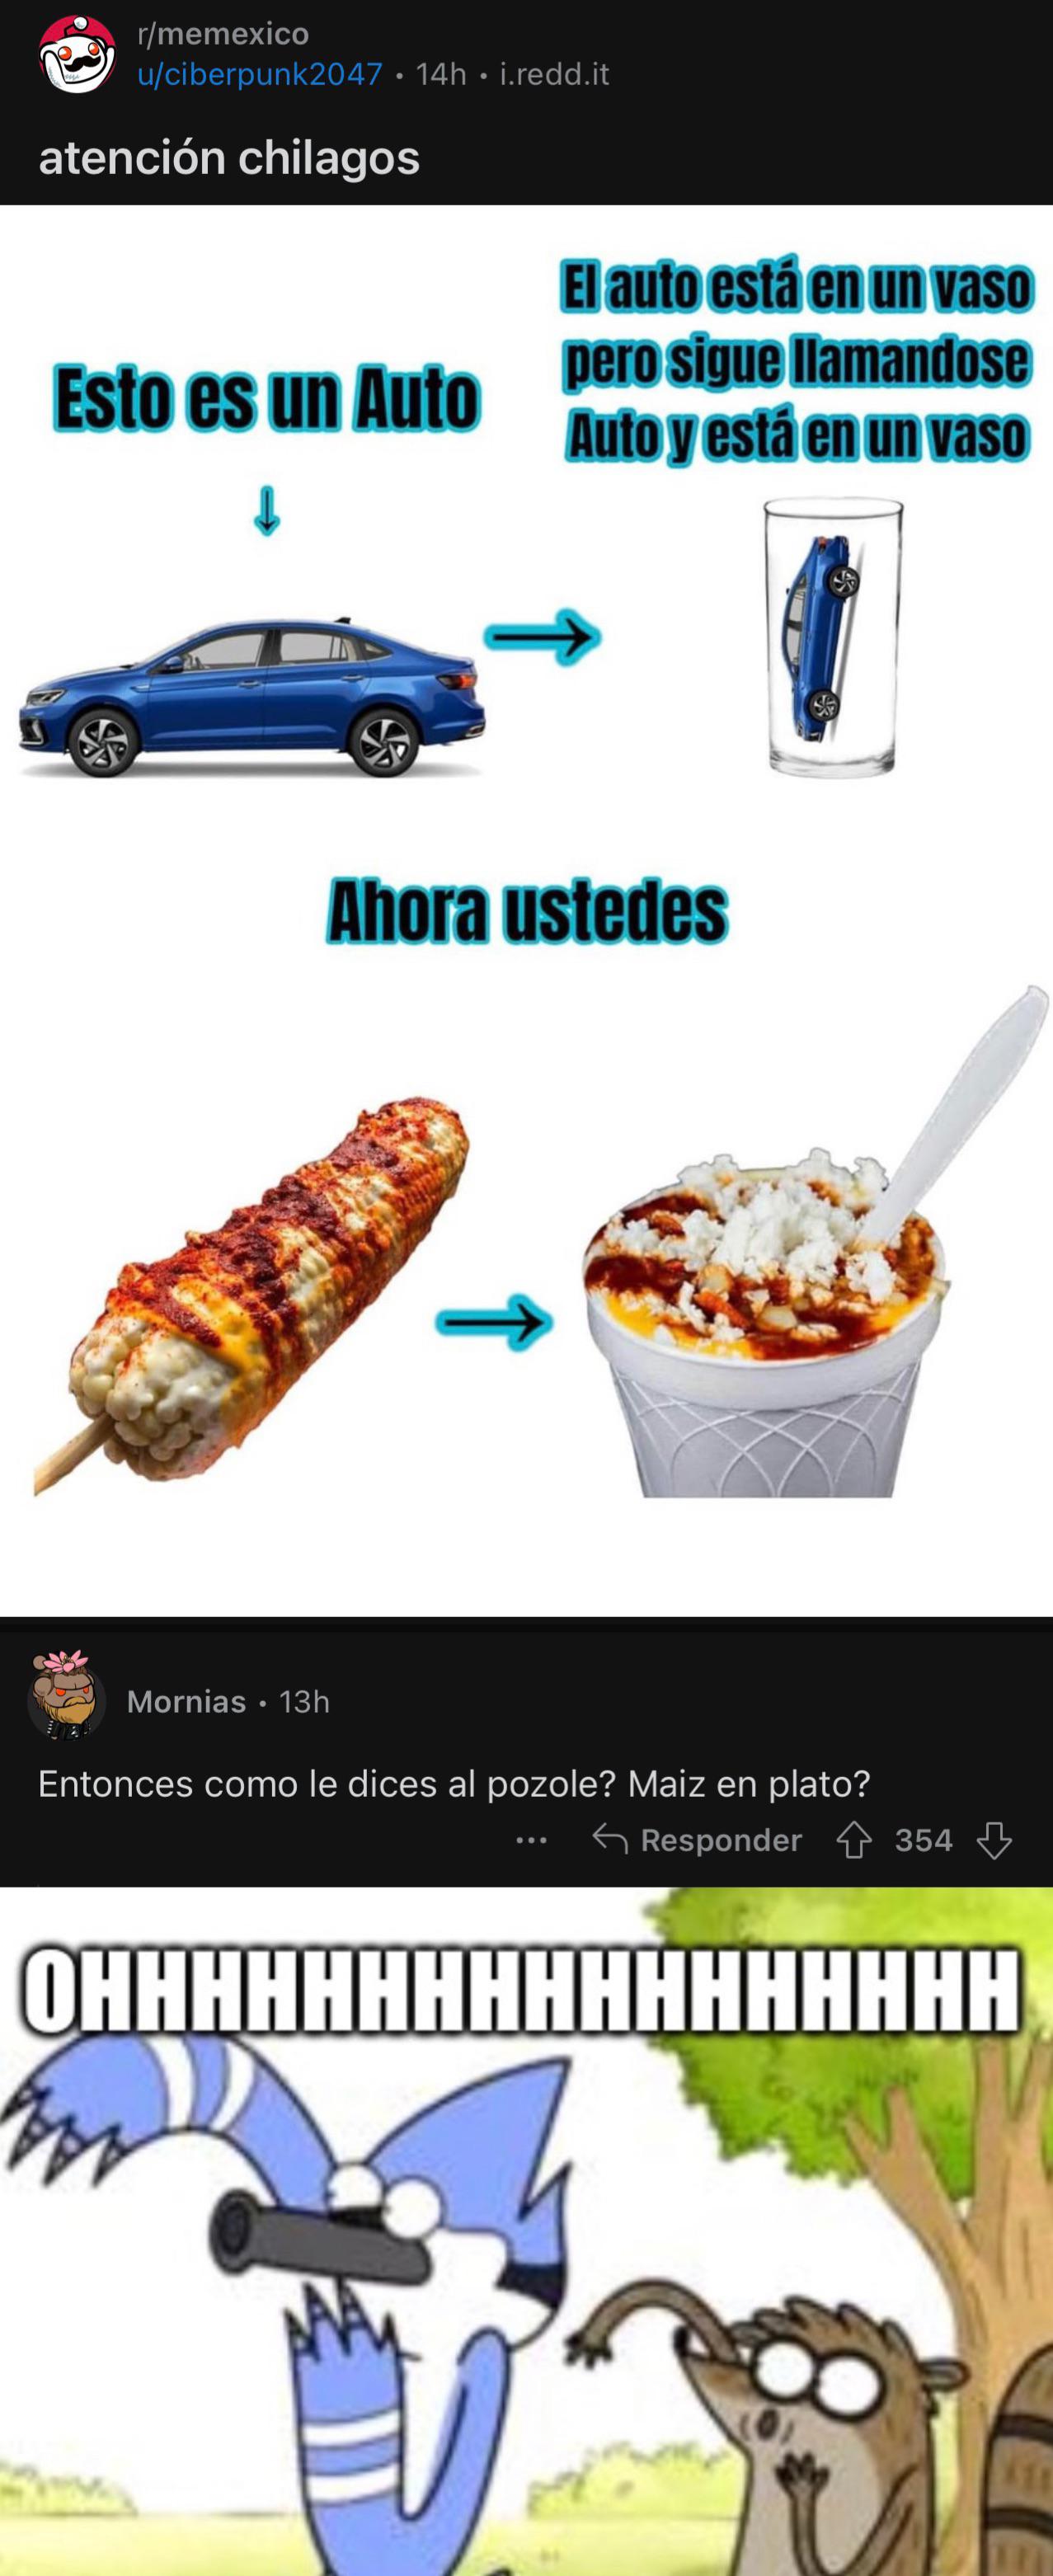 r/memexico
u/ciberpunk2047 • 14h • i.redd.it
atención chilagos
Esto es un Auto
El auto está en un vaso
pero sigue llamandose
Auto y está en un vaso
Ahora ustedes
Mornias • 13h
Entonces como le dices al pozole? Maiz en plato?
... Responder 354
OHHHHHHHHHHHHHHHHH